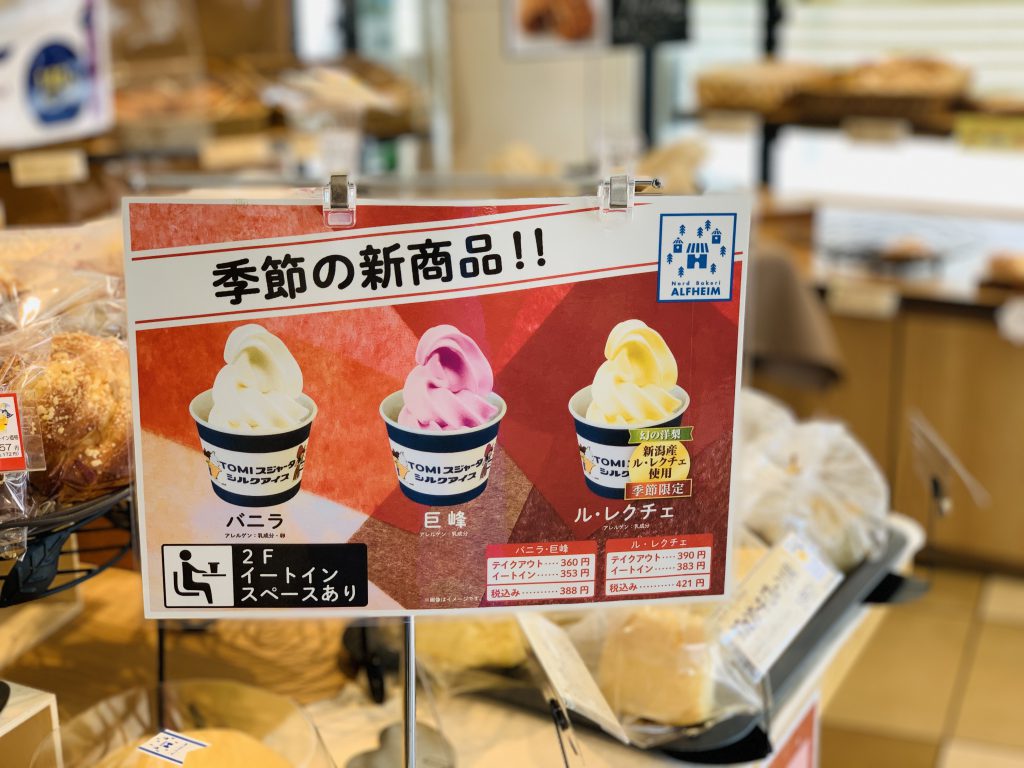 季節の新商品!!
Nord Bakeri
ALFHEIM
TOMI スジャータ
シルクアイス
TOMI スジャータ
シルクアイス
TOMI スジャータ
シルクアイス
幻の洋梨
新潟産
ル・レクチェ
使用
季節限定
バニラ
アレルゲン:乳成分・卵
巨峰
アレルゲン:乳成分
ル・レクチェ
アレルゲン:乳成分
2F
イートイン
スペースあり
※画像はイメージです。
バニラ・巨峰
テイクアウト‥‥360円
イートイン‥‥‥353円
税込み‥‥‥‥‥388円
ル・レクチェ
テイクアウト‥‥390円
イートイン‥‥‥383円
税込み‥‥‥‥‥421円